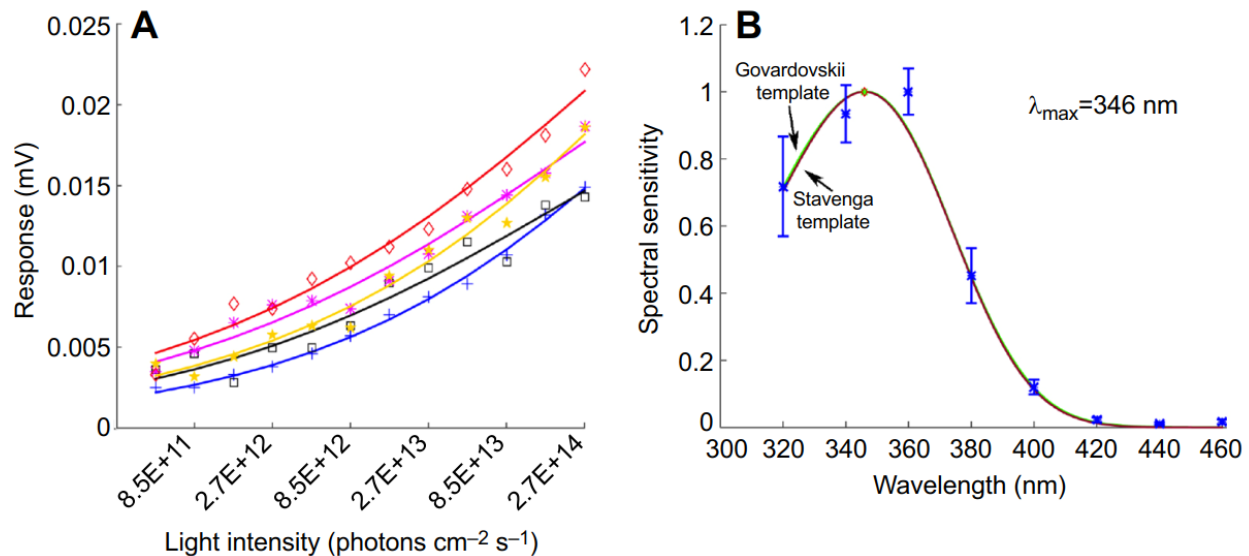 A
Response (mV)
0.025
0.020
0.015
0.010
0.005
0
8.5E+11
2.7E+12
8.5E+12
2.7E+13
8.5E+13
2.7E+14
Light intensity (photons cm⁻² s⁻¹)
B
Spectral sensitivity
1.2
1
0.8
0.6
0.4
0.2
0
Govardovskii
template
Stavenga
template
λmax=346 nm
300 320 340 360 380 400 420 440 460
Wavelength (nm)